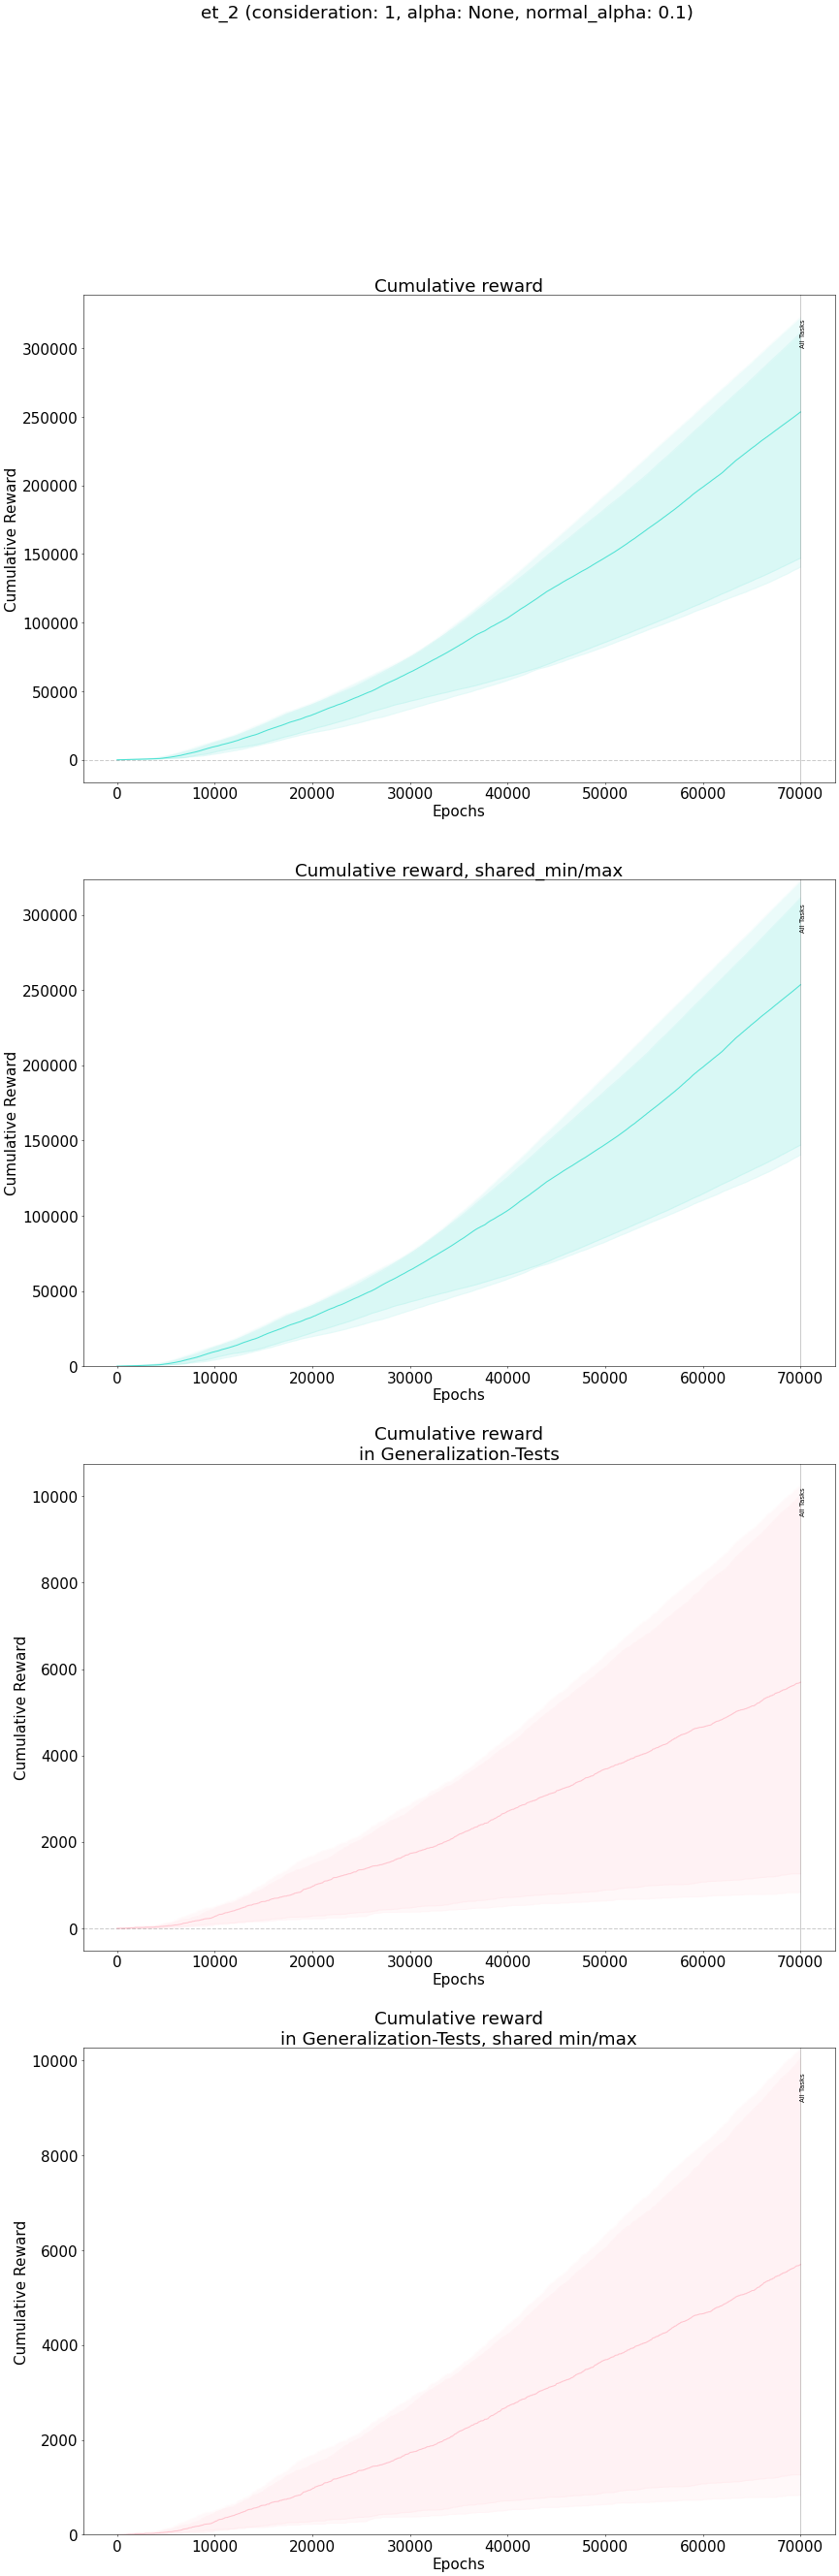 et_2 (consideration: 1, alpha: None, normal_alpha: 0.1)
Cumulative reward
300000
250000
200000
150000
100000
50000
0
Cumulative Reward
All Tasks
0 10000 20000 30000 40000 50000 60000 70000
Epochs
Cumulative reward, shared_min/max
300000
250000
200000
150000
100000
50000
0
Cumulative Reward
All Tasks
0 10000 20000 30000 40000 50000 60000 70000
Epochs
Cumulative reward
in Generalization-Tests
10000
8000
6000
4000
2000
0
Cumulative Reward
All Tasks
0 10000 20000 30000 40000 50000 60000 70000
Epochs
Cumulative reward
in Generalization-Tests, shared min/max
10000
8000
6000
4000
2000
0
Cumulative Reward
All Tasks
0 10000 20000 30000 40000 50000 60000 70000
Epochs